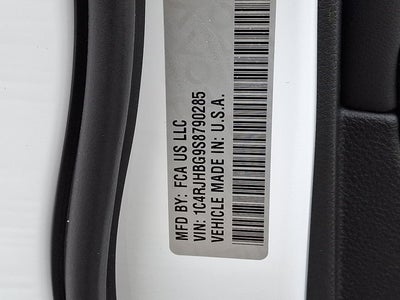 MFD BY: FCA US LLC
VIN: 1C4RJHBG9S8790285
VEHICLE MADE IN: U.S.A.